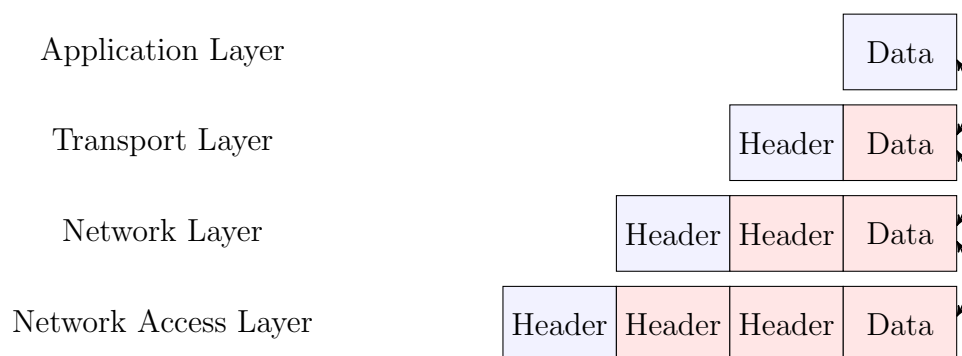 Application Layer Data
Transport Layer Header Data
Network Layer Header Header Data
Network Access Layer Header Header Header Data